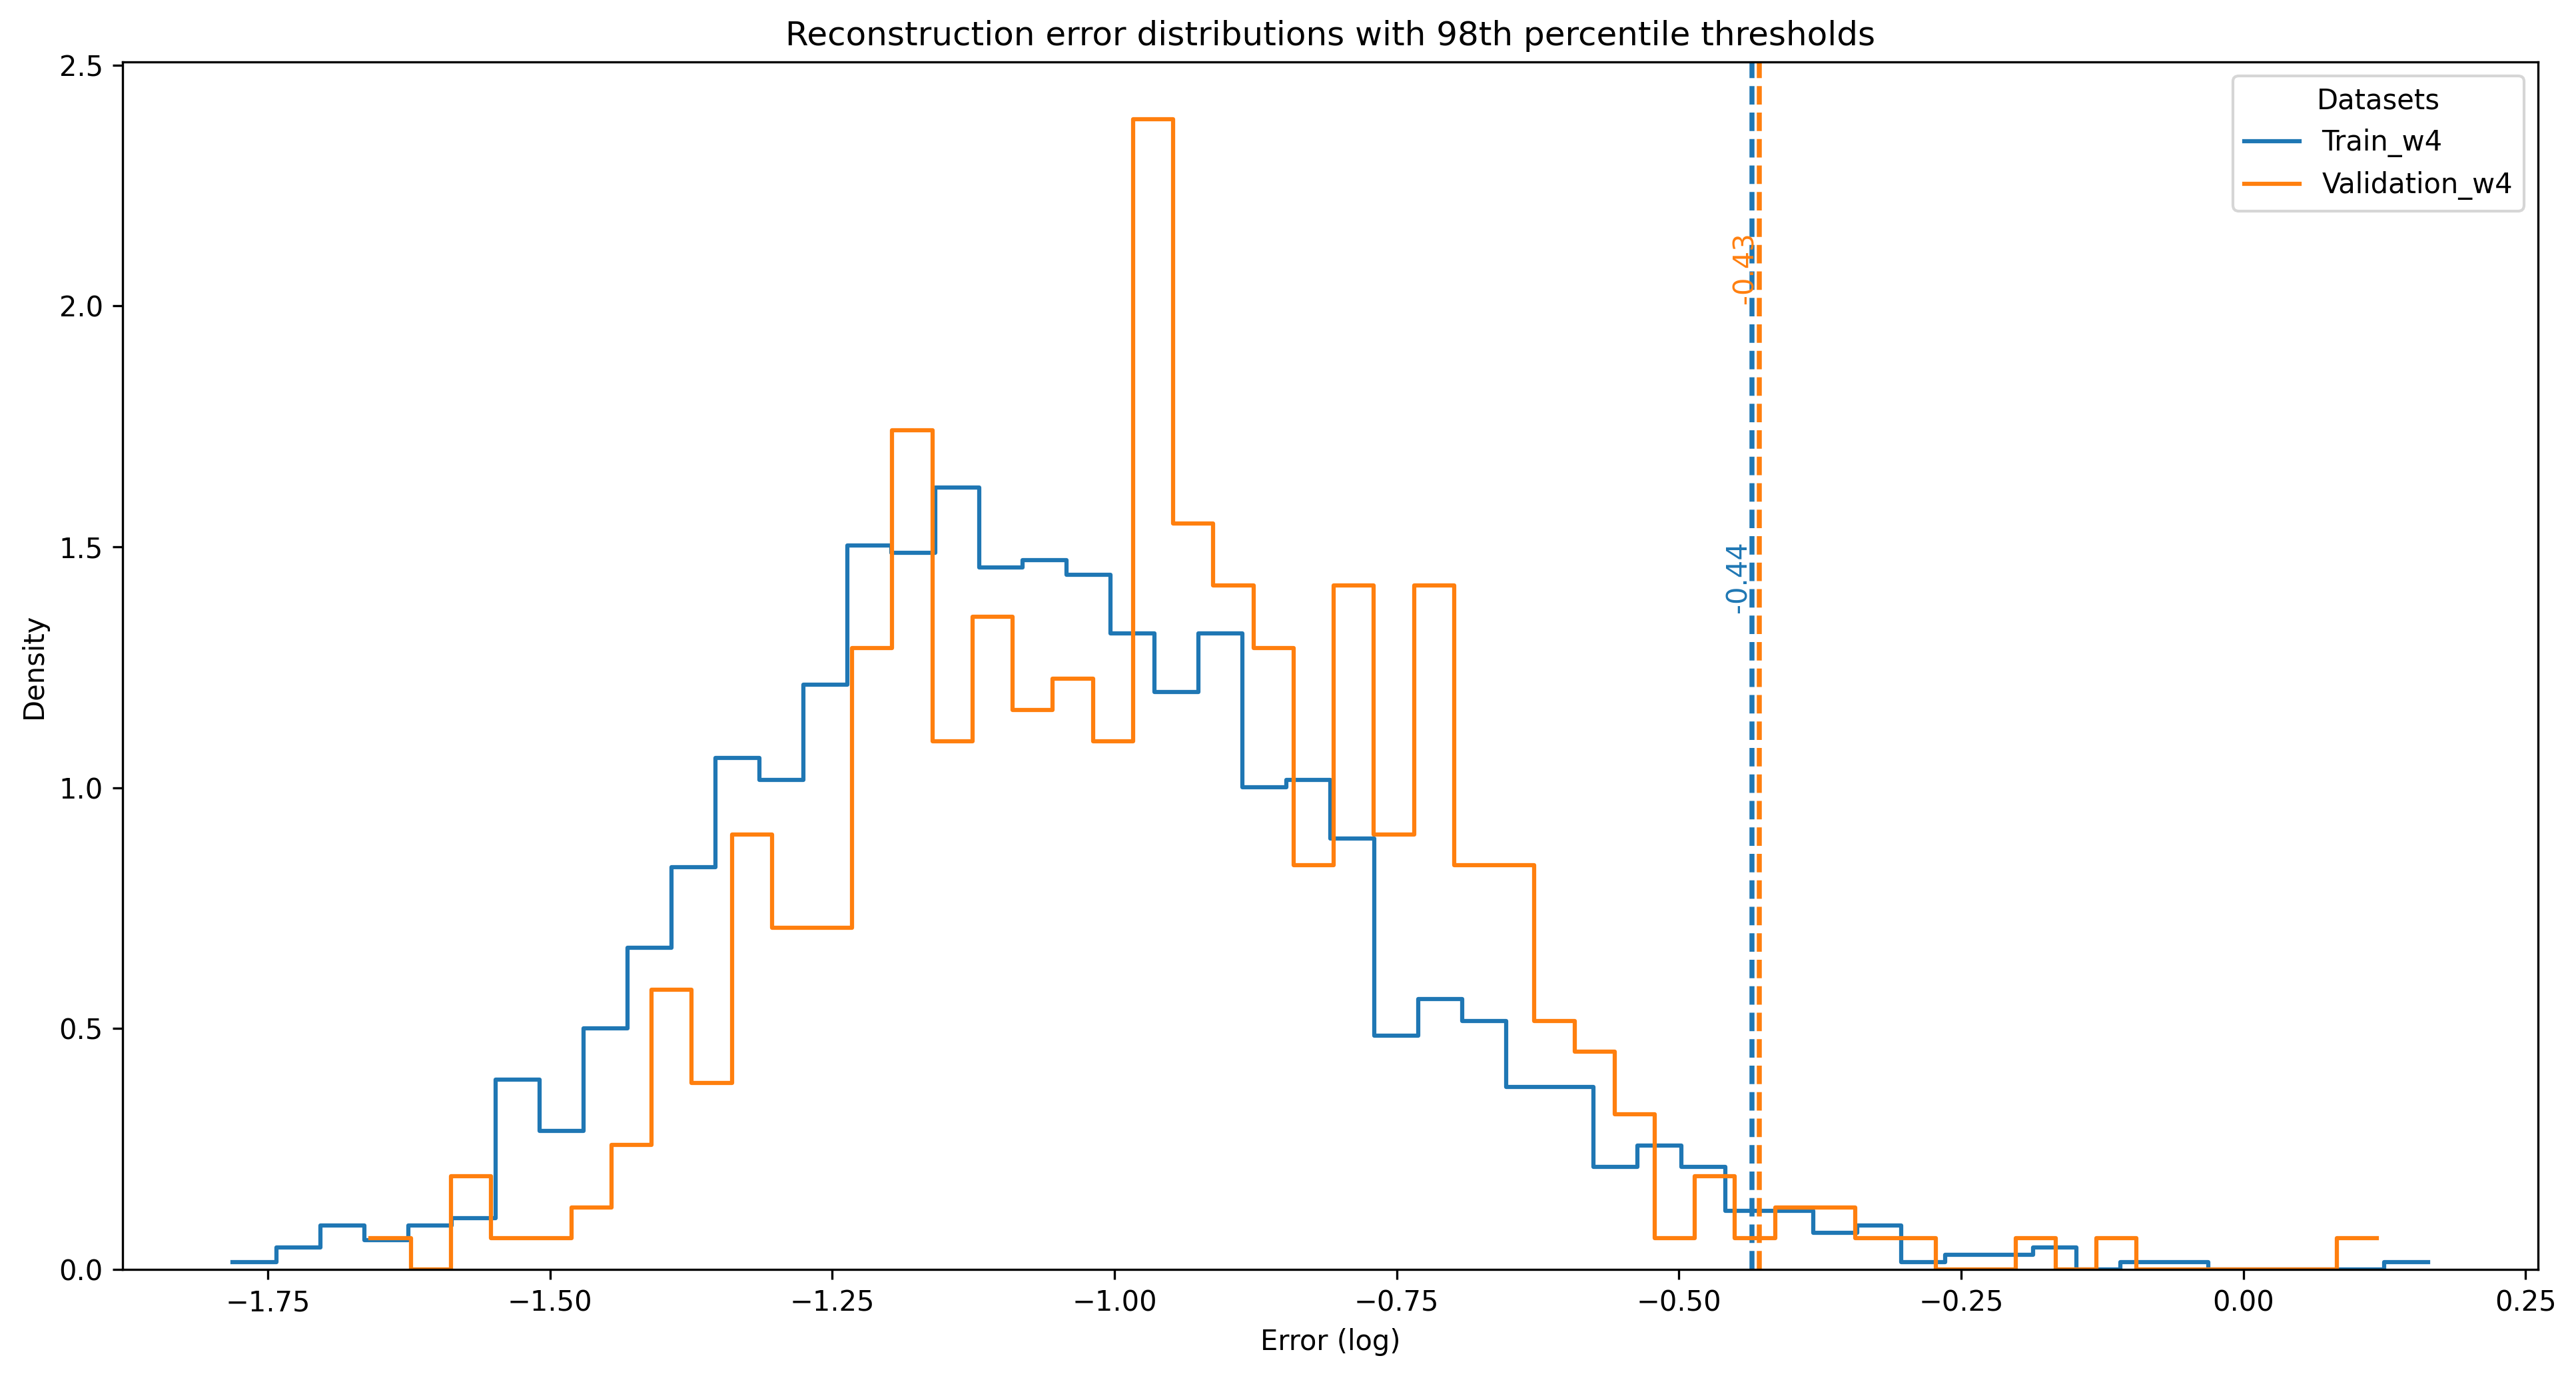 Reconstruction error distributions with 98th percentile thresholds
2.5
2.0
1.5
1.0
0.5
0.0
Density
Datasets
Train_w4
Validation_w4
-0.43
-0.44
−1.75
−1.50
−1.25
−1.00
−0.75
−0.50
−0.25
0.00
0.25
Error (log)